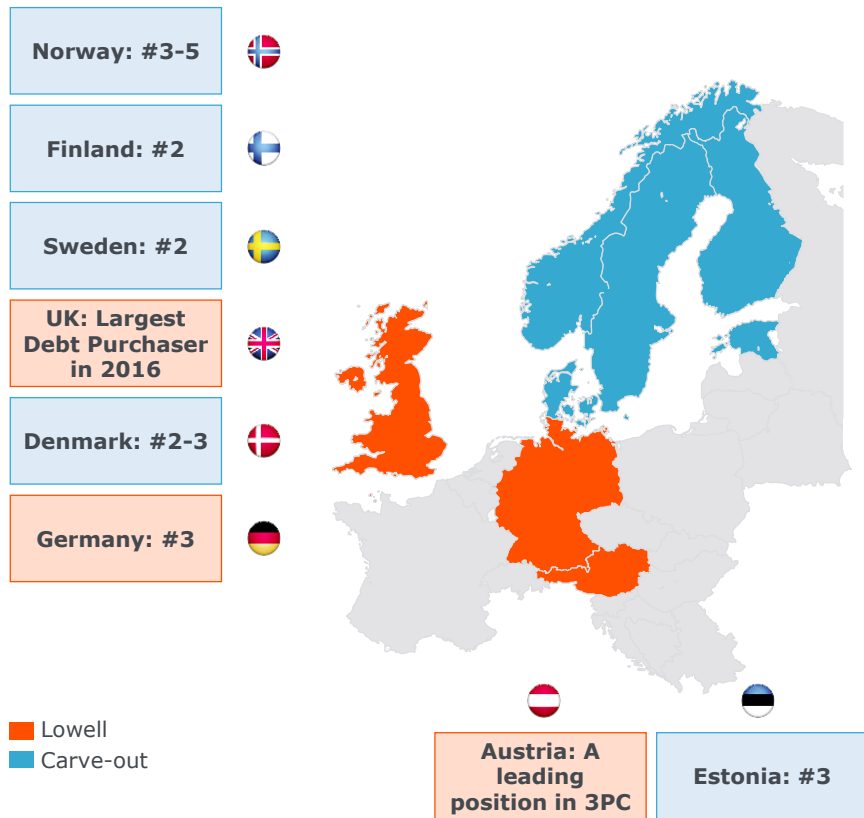 Norway: #3-5
Finland: #2
Sweden: #2
UK: Largest
Debt Purchaser
in 2016
Denmark: #2-3
Germany: #3
Lowell
Carve-out
Austria: A
leading
position in 3PC
Estonia: #3